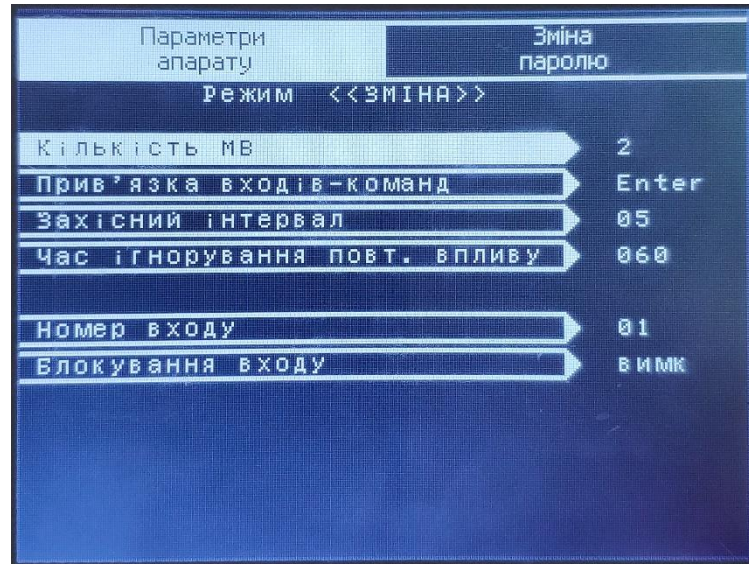 Параметри апарату
Зміна паролю
Режим <<ЗМІНА>>
Кількість МВ 2
Прив'язка входів-команд Enter
Захісний інтервал 05
Час ігнорування повт. впливу 060
Номер входу 01
Блокування входу вимк